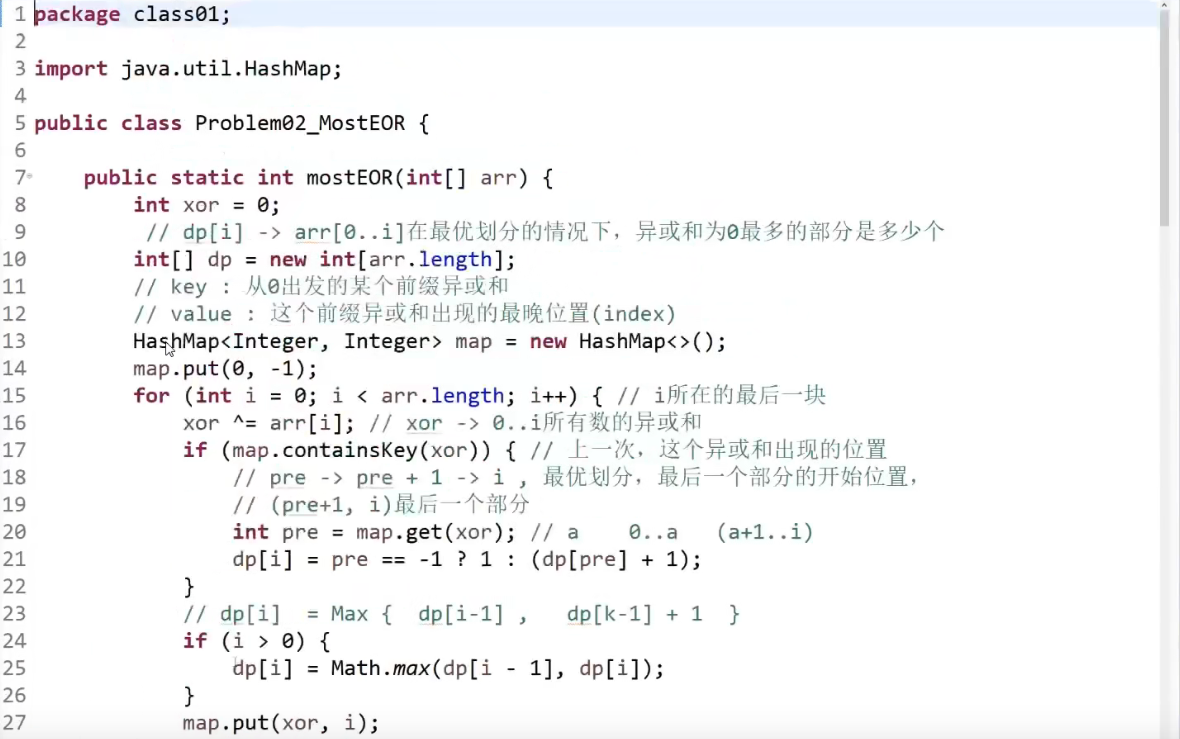 1 package class01;
2
3 import java.util.HashMap;
4
5 public class Problem02_MostEOR {
6
7 public static int mostEOR(int[] arr) {
8 int xor = 0;
9 // dp[i] -> arr[0..i]在最优划分的情况下，异或和为0最多的部分是多少个
10 int[] dp = new int[arr.length];
11 // key : 从0出发的某个前缀异或和
12 // value : 这个前缀异或和出现的最晚位置(index)
13 HashMap<Integer, Integer> map = new HashMap<>();
14 map.put(0, -1);
15 for (int i = 0; i < arr.length; i++) { // i所在的最后一块
16 xor ^= arr[i]; // xor -> 0..i所有数的异或和
17 if (map.containsKey(xor)) { // 上一次，这个异或和出现的位置
18 // pre -> pre + 1 -> i , 最优划分，最后一个部分的开始位置，
19 // (pre+1, i)最后一个部分
20 int pre = map.get(xor); // a 0..a (a+1..i)
21 dp[i] = pre == -1 ? 1 : (dp[pre] + 1);
22 }
23 // dp[i] = Max { dp[i-1] , dp[k-1] + 1 }
24 if (i > 0) {
25 dp[i] = Math.max(dp[i - 1], dp[i]);
26 }
27 map.put(xor, i);